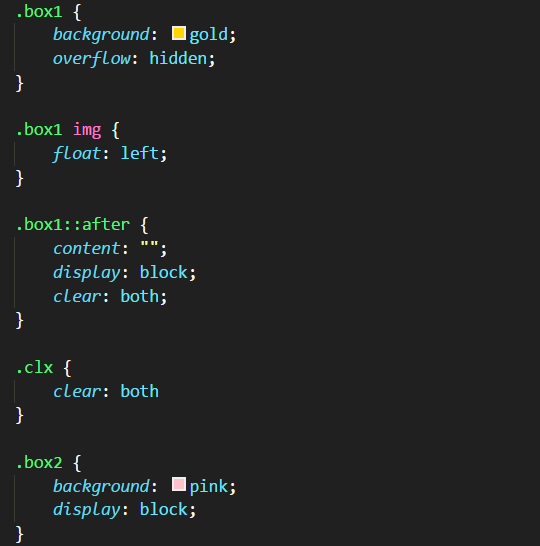 .box1 {
    background: gold;
    overflow: hidden;
}

.box1 img {
    float: left;
}

.box1::after {
    content: "";
    display: block;
    clear: both;
}

.clx {
    clear: both
}

.box2 {
    background: pink;
    display: block;
}